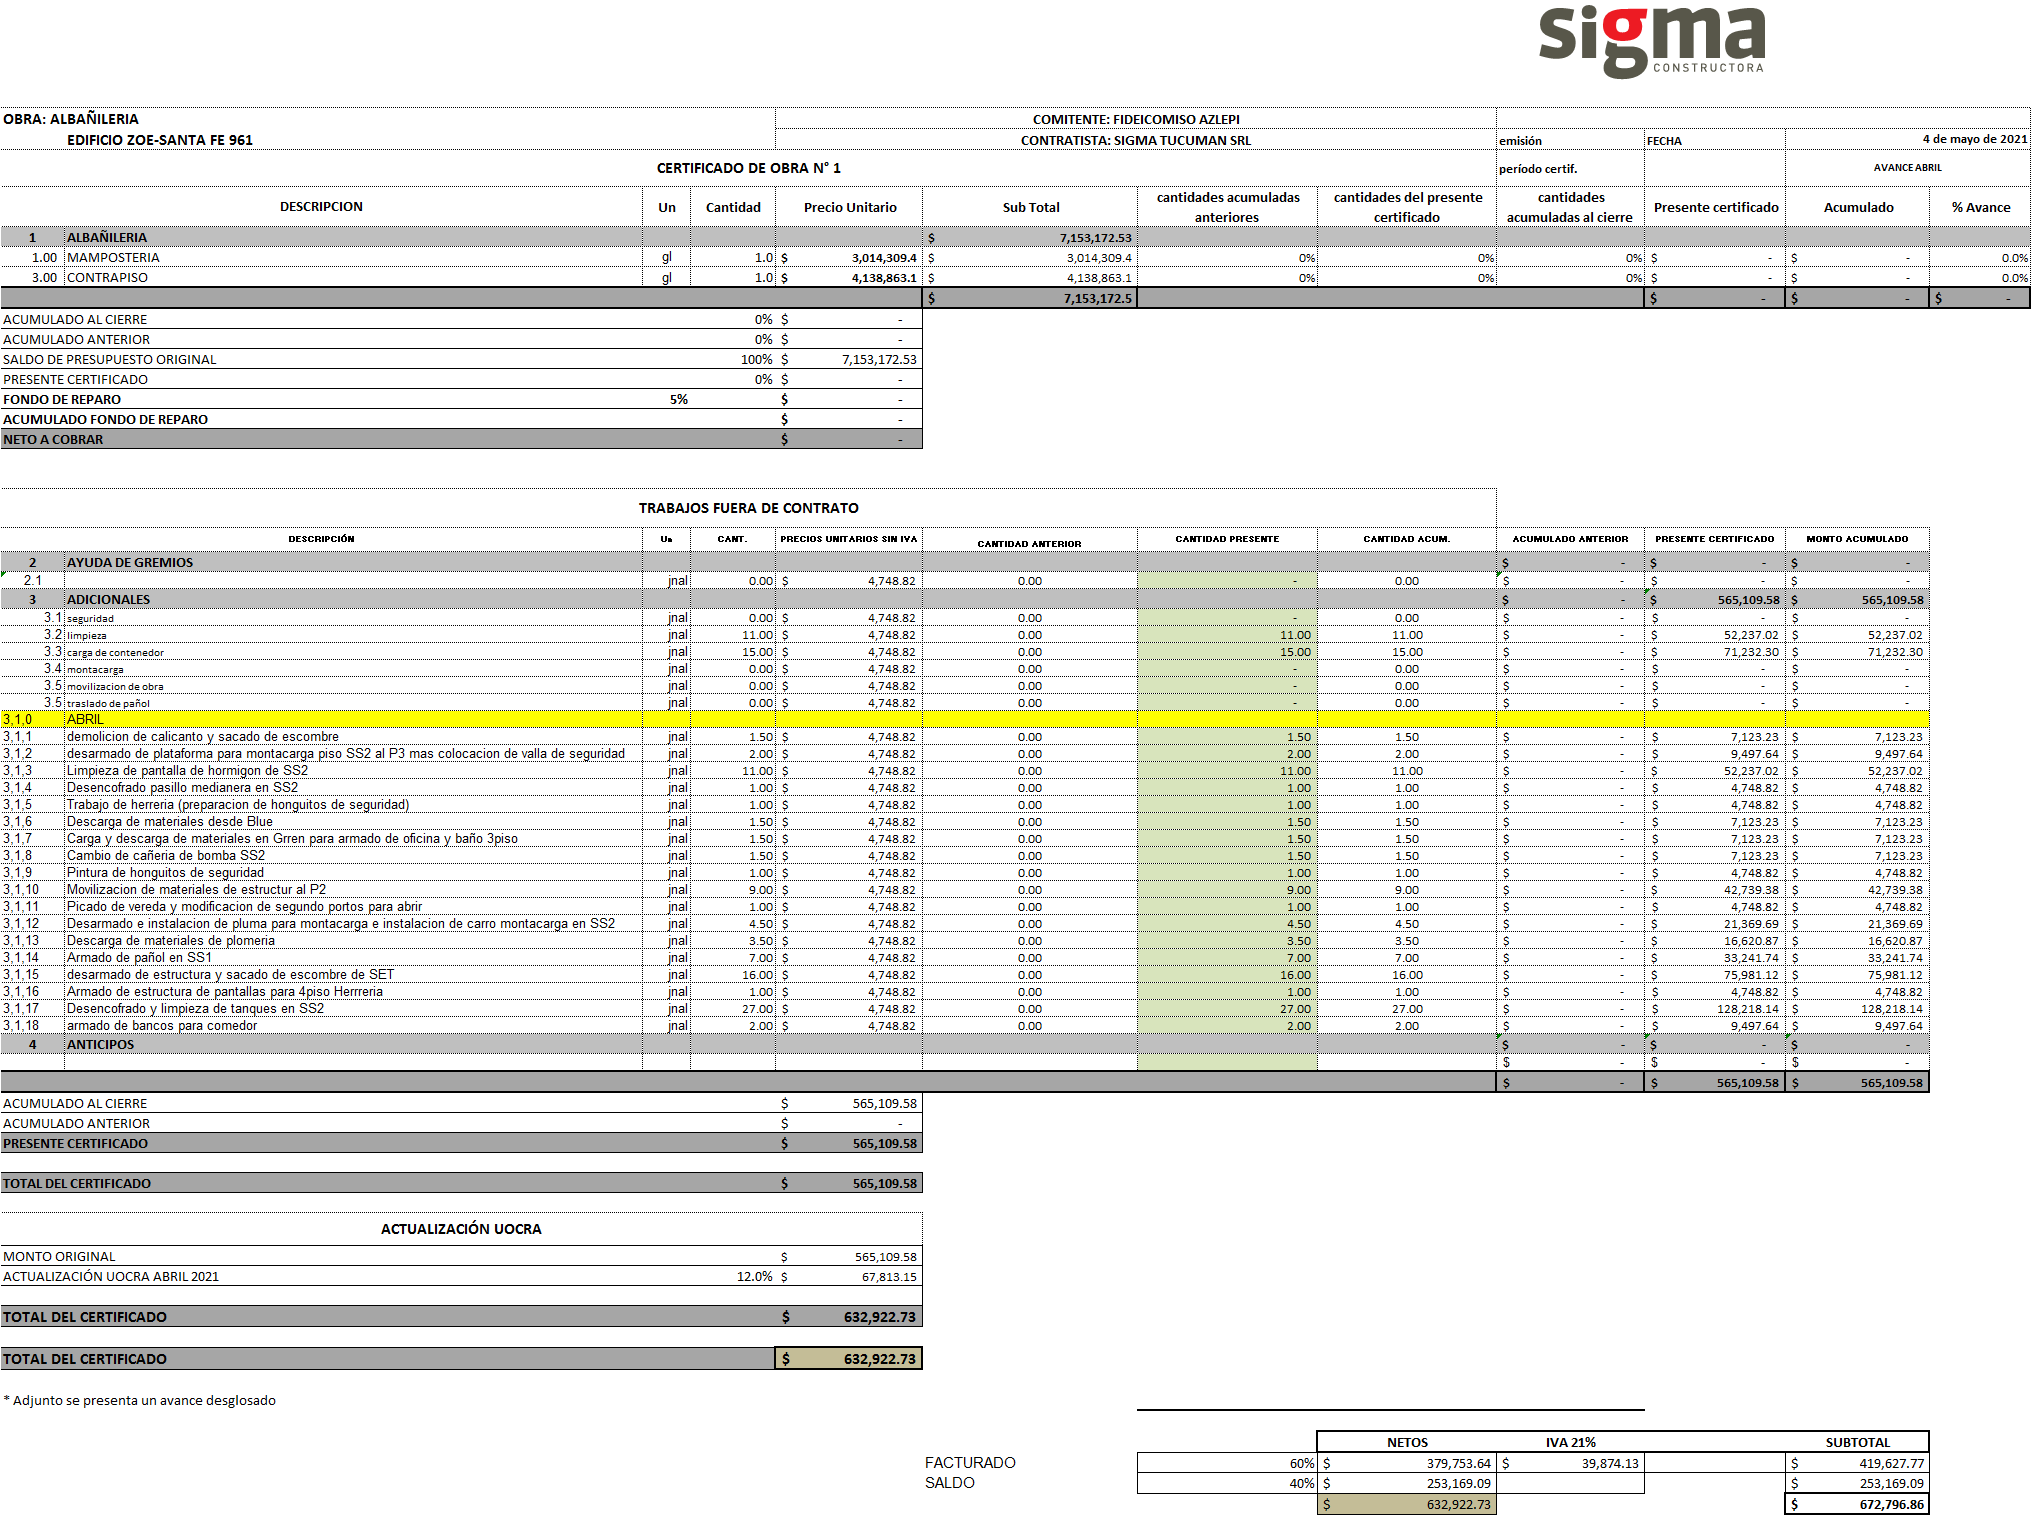 sigma
CONSTRUCTORA
OBRA: ALBAÑILERIA COMITENTE: FIDEICOMISO AZLEPI
EDIFICIO ZOE-SANTA FE 961 CONTRATISTA: SIGMA TUCUMAN SRL emisión FECHA 4 de mayo de 2021
CERTIFICADO DE OBRA N° 1 período certif. AVANCE ABRIL
DESCRIPCION Un Cantidad Precio Unitario Sub Total cantidades acumuladas anteriores cantidades del presente certificado cantidades acumuladas al cierre Presente certificado Acumulado % Avance
1 ALBAÑILERIA $ 7,153,172.53
1.00 MAMPOSTERIA gl 1.0 $ 3,014,309.4 $ 3,014,309.4 0% 0% 0% $ - $ - 0.0%
3.00 CONTRAPISO gl 1.0 $ 4,138,863.1 $ 4,138,863.1 0% 0% 0% $ - $ - 0.0%
$ 7,153,172.5 $ - $ - $ -
ACUMULADO AL CIERRE 0% $ -
ACUMULADO ANTERIOR 0% $ -
SALDO DE PRESUPUESTO ORIGINAL 100% $ 7,153,172.53
PRESENTE CERTIFICADO 0% $ -
FONDO DE REPARO 5% $ -
ACUMULADO FONDO DE REPARO $ -
NETO A COBRAR $ -
TRABAJOS FUERA DE CONTRATO
DESCRIPCIÓN Un CANT. PRECIOS UNITARIOS SIN IVA CANTIDAD ANTERIOR CANTIDAD PRESENTE CANTIDAD ACUM. ACUMULADO ANTERIOR PRESENTE CERTIFICADO MONTO ACUMULADO
2 AYUDA DE GREMIOS $ - $ - $ -
2.1 jnal 0.00 $ 4,748.82 0.00 - 0.00 $ - $ - $ -
3 ADICIONALES $ - $ 565,109.58 $ 565,109.58
3.1 seguridad jnal 0.00 $ 4,748.82 0.00 - 0.00 $ - $ - $ -
3.2 limpieza jnal 11.00 $ 4,748.82 0.00 11.00 11.00 $ - $ 52,237.02 $ 52,237.02
3.3 carga de contenedor jnal 15.00 $ 4,748.82 0.00 15.00 15.00 $ - $ 71,232.30 $ 71,232.30
3.4 montacarga jnal 0.00 $ 4,748.82 0.00 - 0.00 $ - $ - $ -
3.5 movilizacion de obra jnal 0.00 $ 4,748.82 0.00 - 0.00 $ - $ - $ -
3.5 traslado de pañol jnal 0.00 $ 4,748.82 0.00 - 0.00 $ - $ - $ -
3,1,0 ABRIL
3,1,1 demolicion de calicanto y sacado de escombre jnal 1.50 $ 4,748.82 0.00 1.50 1.50 $ - $ 7,123.23 $ 7,123.23
3,1,2 desarmado de plataforma para montacarga piso SS2 al P3 mas colocacion de valla de seguridad jnal 2.00 $ 4,748.82 0.00 2.00 2.00 $ - $ 9,497.64 $ 9,497.64
3,1,3 Limpieza de pantalla de hormigon de SS2 jnal 11.00 $ 4,748.82 0.00 11.00 11.00 $ - $ 52,237.02 $ 52,237.02
3,1,4 Desencofrado pasillo medianera en SS2 jnal 1.00 $ 4,748.82 0.00 1.00 1.00 $ - $ 4,748.82 $ 4,748.82
3,1,5 Trabajo de herreria (preparacion de honguitos de seguridad) jnal 1.00 $ 4,748.82 0.00 1.00 1.00 $ - $ 4,748.82 $ 4,748.82
3,1,6 Descarga de materiales desde Blue jnal 1.50 $ 4,748.82 0.00 1.50 1.50 $ - $ 7,123.23 $ 7,123.23
3,1,7 Carga y descarga de materiales en Grren para armado de oficina y baño 3piso jnal 1.50 $ 4,748.82 0.00 1.50 1.50 $ - $ 7,123.23 $ 7,123.23
3,1,8 Cambio de cañeria de bomba SS2 jnal 1.50 $ 4,748.82 0.00 1.50 1.50 $ - $ 7,123.23 $ 7,123.23
3,1,9 Pintura de honguitos de seguridad jnal 1.00 $ 4,748.82 0.00 1.00 1.00 $ - $ 4,748.82 $ 4,748.82
3,1,10 Movilizacion de materiales de estructur al P2 jnal 9.00 $ 4,748.82 0.00 9.00 9.00 $ - $ 42,739.38 $ 42,739.38
3,1,11 Picado de vereda y modificacion de segundo portos para abrir jnal 1.00 $ 4,748.82 0.00 1.00 1.00 $ - $ 4,748.82 $ 4,748.82
3,1,12 Desarmado e instalacion de pluma para montacarga e instalacion de carro montacarga en SS2 jnal 4.50 $ 4,748.82 0.00 4.50 4.50 $ - $ 21,369.69 $ 21,369.69
3,1,13 Descarga de materiales de plomeria jnal 3.50 $ 4,748.82 0.00 3.50 3.50 $ - $ 16,620.87 $ 16,620.87
3,1,14 Armado de pañol en SS1 jnal 7.00 $ 4,748.82 0.00 7.00 7.00 $ - $ 33,241.74 $ 33,241.74
3,1,15 desarmado de estructura y sacado de escombre de SET jnal 16.00 $ 4,748.82 0.00 16.00 16.00 $ - $ 75,981.12 $ 75,981.12
3,1,16 Armado de estructura de pantallas para 4piso Herrreria jnal 1.00 $ 4,748.82 0.00 1.00 1.00 $ - $ 4,748.82 $ 4,748.82
3,1,17 Desencofrado y limpieza de tanques en SS2 jnal 27.00 $ 4,748.82 0.00 27.00 27.00 $ - $ 128,218.14 $ 128,218.14
3,1,18 armado de bancos para comedor jnal 2.00 $ 4,748.82 0.00 2.00 2.00 $ - $ 9,497.64 $ 9,497.64
4 ANTICIPOS $ - $ - $ -
$ - $ - $ -
$ - $ 565,109.58 $ 565,109.58
ACUMULADO AL CIERRE $ 565,109.58
ACUMULADO ANTERIOR $ -
PRESENTE CERTIFICADO $ 565,109.58
TOTAL DEL CERTIFICADO $ 565,109.58
ACTUALIZACIÓN UOCRA
MONTO ORIGINAL $ 565,109.58
ACTUALIZACIÓN UOCRA ABRIL 2021 12.0% $ 67,813.15
TOTAL DEL CERTIFICADO $ 632,922.73
TOTAL DEL CERTIFICADO $ 632,922.73
* Adjunto se presenta un avance desglosado
NETOS IVA 21% SUBTOTAL
FACTURADO 60% $ 379,753.64 $ 39,874.13 $ 419,627.77
SALDO 40% $ 253,169.09 $ 253,169.09
$ 632,922.73 $ 672,796.86